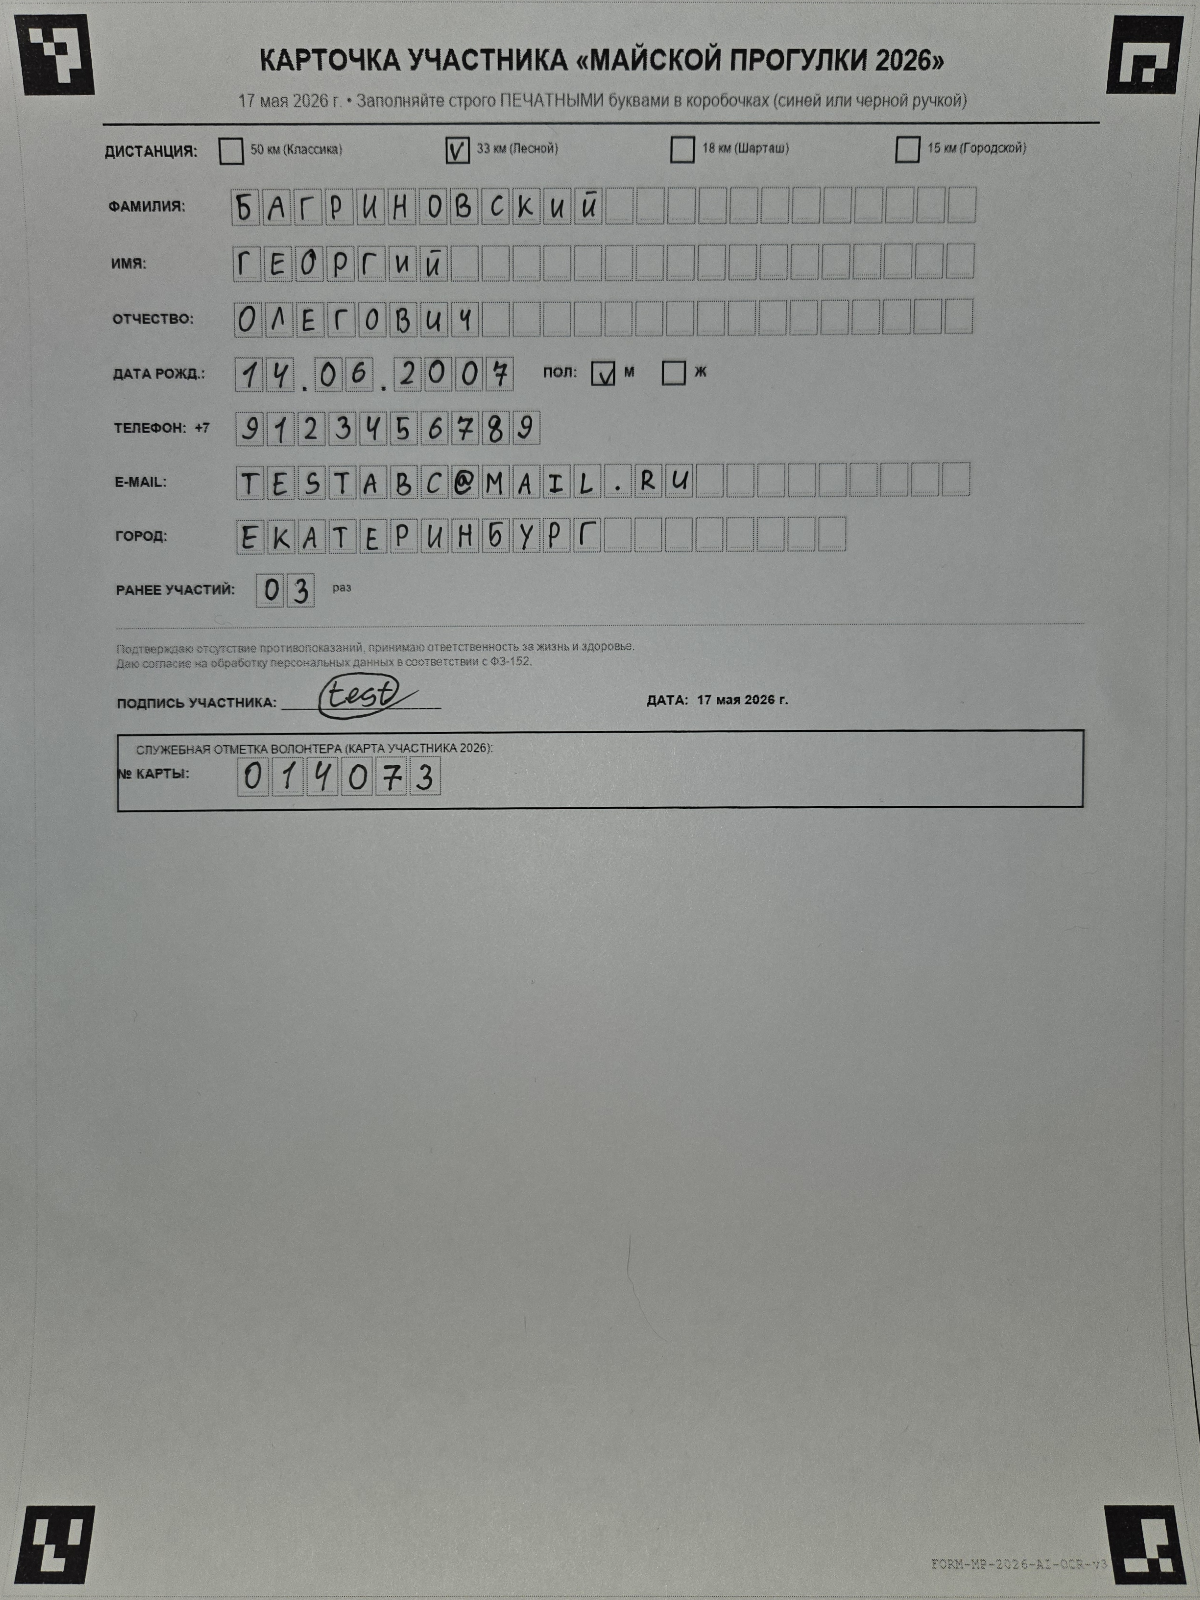 КАРТОЧКА УЧАСТНИКА «МАЙСКОЙ ПРОГУЛКИ 2026»
17 мая 2026 г. • Заполняйте строго ПЕЧАТНЫМИ буквами в коробочках (синей или черной ручкой)
ДИСТАНЦИЯ: 50 км (Классика) V 33 км (Лесной) 18 км (Шарташ) 15 км (Городской)
ФАМИЛИЯ: БАГРИНОВСКИЙ
ИМЯ: ГЕОРГИЙ
ОТЧЕСТВО: ОЛЕГОВИЧ
ДАТА РОЖД.: 14.06.2007 ПОЛ: V М Ж
ТЕЛЕФОН: +7 9123456789
E-MAIL: TESTABC@MAIL.RU
ГОРОД: ЕКАТЕРИНБУРГ
РАНЕЕ УЧАСТИЙ: 03 раз
Подтверждаю отсутствие противопоказаний, принимаю ответственность за жизнь и здоровье.
Даю согласие на обработку персональных данных в соответствии с ФЗ-152.
ПОДПИСЬ УЧАСТНИКА: test ДАТА: 17 мая 2026 г.
СЛУЖЕБНАЯ ОТМЕТКА ВОЛОНТЕРА (КАРТА УЧАСТНИКА 2026):
№ КАРТЫ: 014073
FORM-MP-2026-AI-OCR-v3